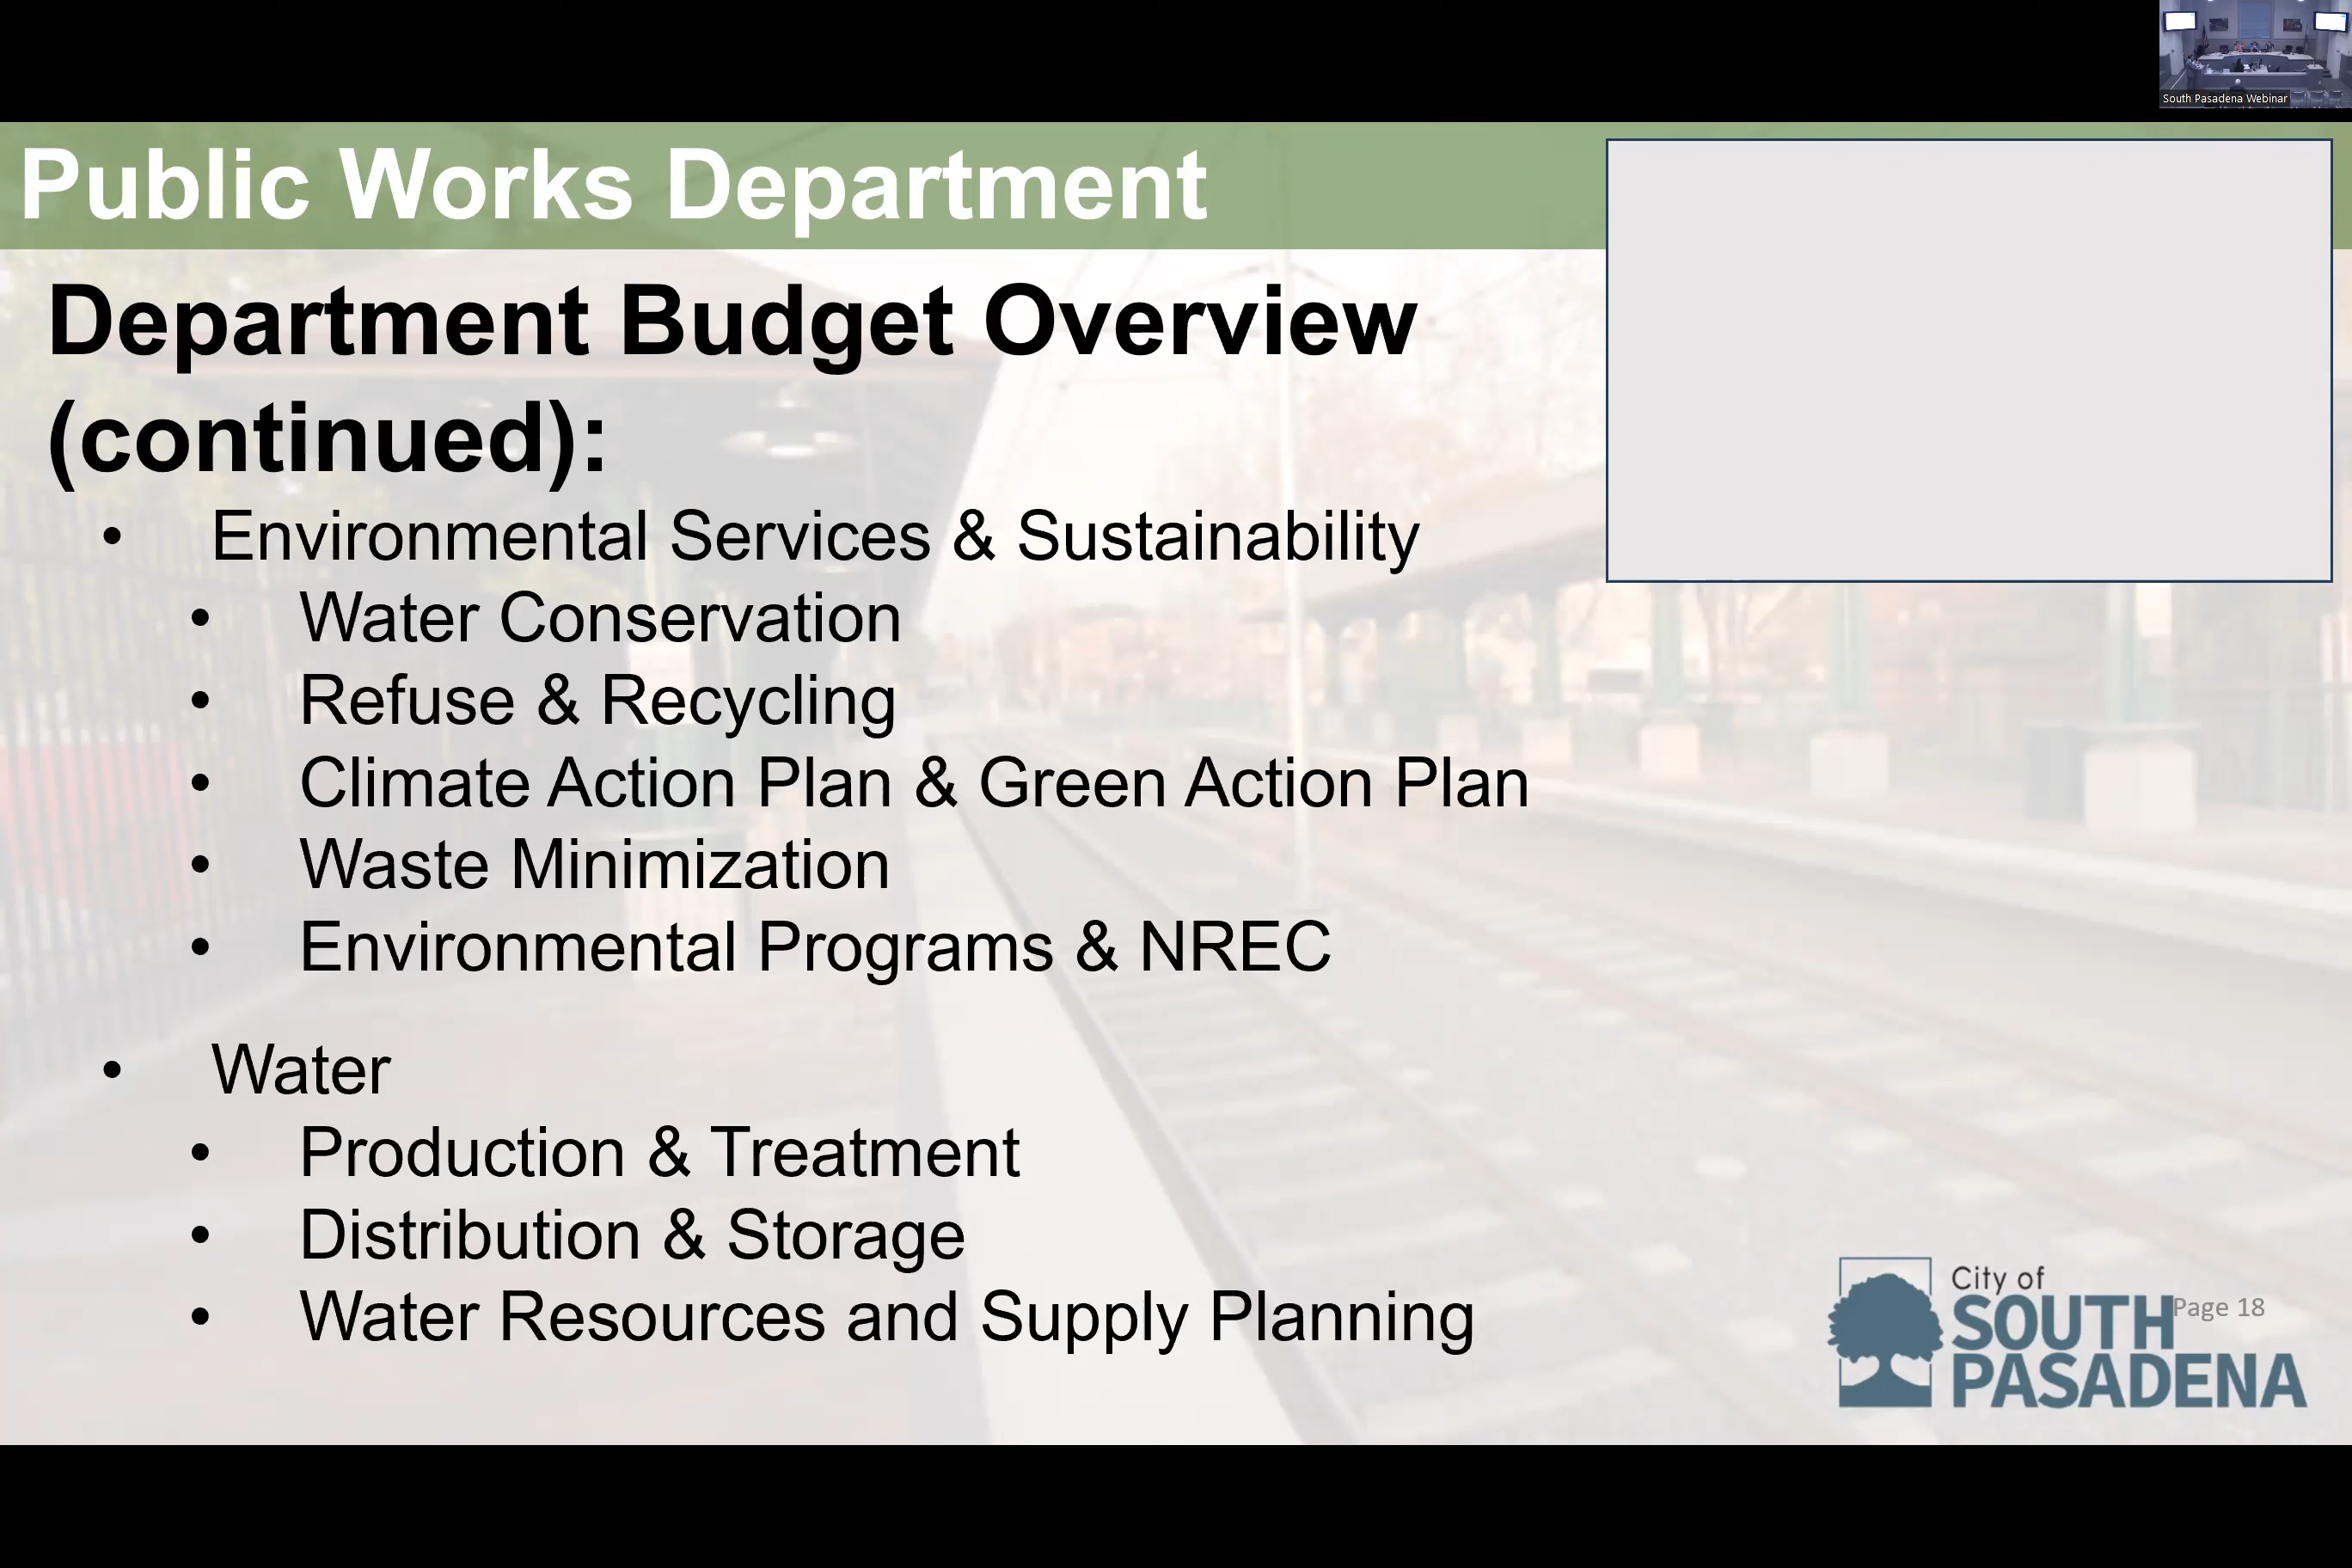 South Pasadena Webinar
Public Works Department
Department Budget Overview
(continued):
• Environmental Services & Sustainability
• Water Conservation
• Refuse & Recycling
• Climate Action Plan & Green Action Plan
• Waste Minimization
• Environmental Programs & NREC
• Water
• Production & Treatment
• Distribution & Storage
• Water Resources and Supply Planning
City of
SOUTH
PASADENA
Page 18